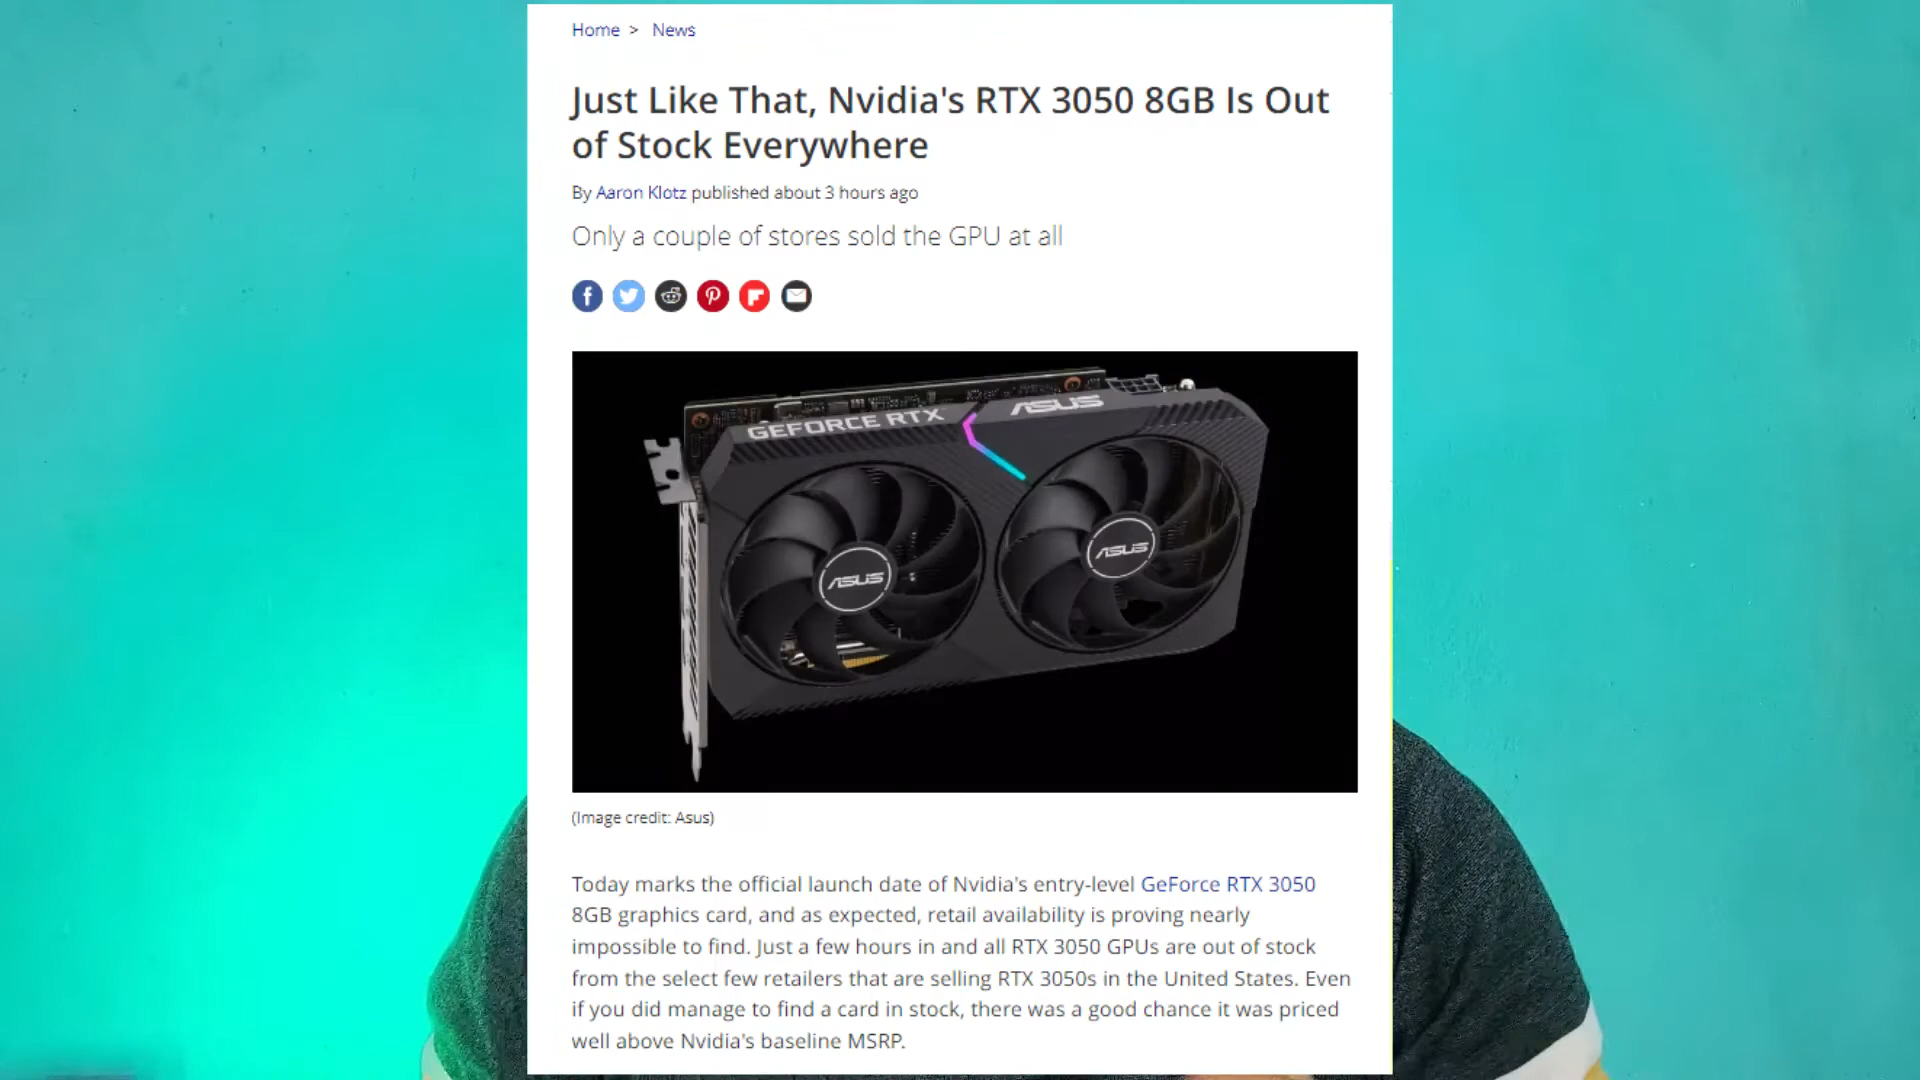 Home > News
Just Like That, Nvidia's RTX 3050 8GB Is Out
of Stock Everywhere
By Aaron Klotz published about 3 hours ago
Only a couple of stores sold the GPU at all
GEFORCE RTX
ASUS
ASUS
ASUS
(Image credit: Asus)
Today marks the official launch date of Nvidia's entry-level GeForce RTX 3050
8GB graphics card, and as expected, retail availability is proving nearly
impossible to find. Just a few hours in and all RTX 3050 GPUs are out of stock
from the select few retailers that are selling RTX 3050s in the United States. Even
if you did manage to find a card in stock, there was a good chance it was priced
well above Nvidia's baseline MSRP.